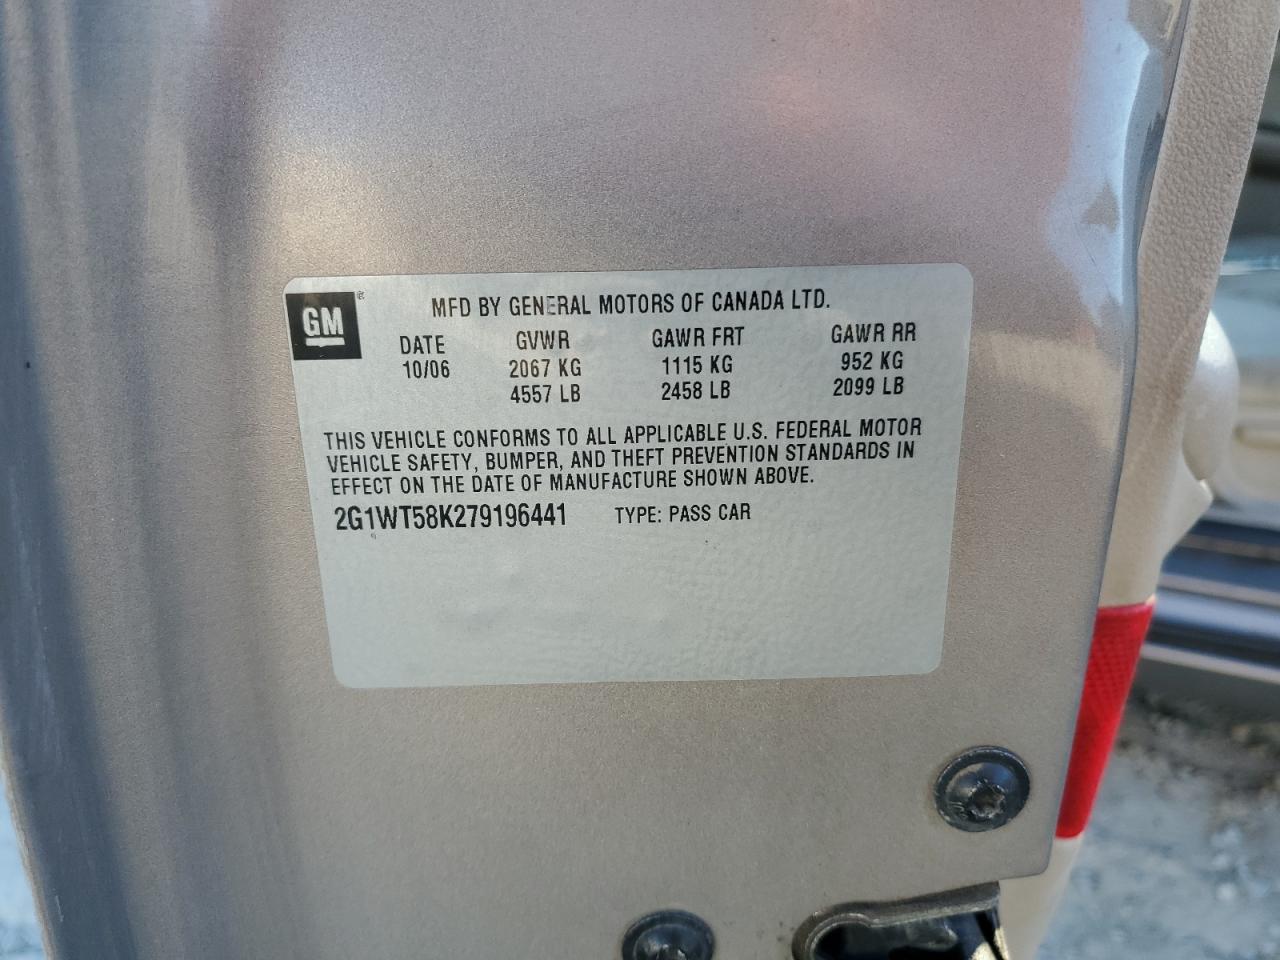 GM ®
MFD BY GENERAL MOTORS OF CANADA LTD.
DATE GVWR GAWR FRT GAWR RR
10/06 2067 KG 1115 KG 952 KG
4557 LB 2458 LB 2099 LB
THIS VEHICLE CONFORMS TO ALL APPLICABLE U.S. FEDERAL MOTOR
VEHICLE SAFETY, BUMPER, AND THEFT PREVENTION STANDARDS IN
EFFECT ON THE DATE OF MANUFACTURE SHOWN ABOVE.
2G1WT58K279196441 TYPE: PASS CAR